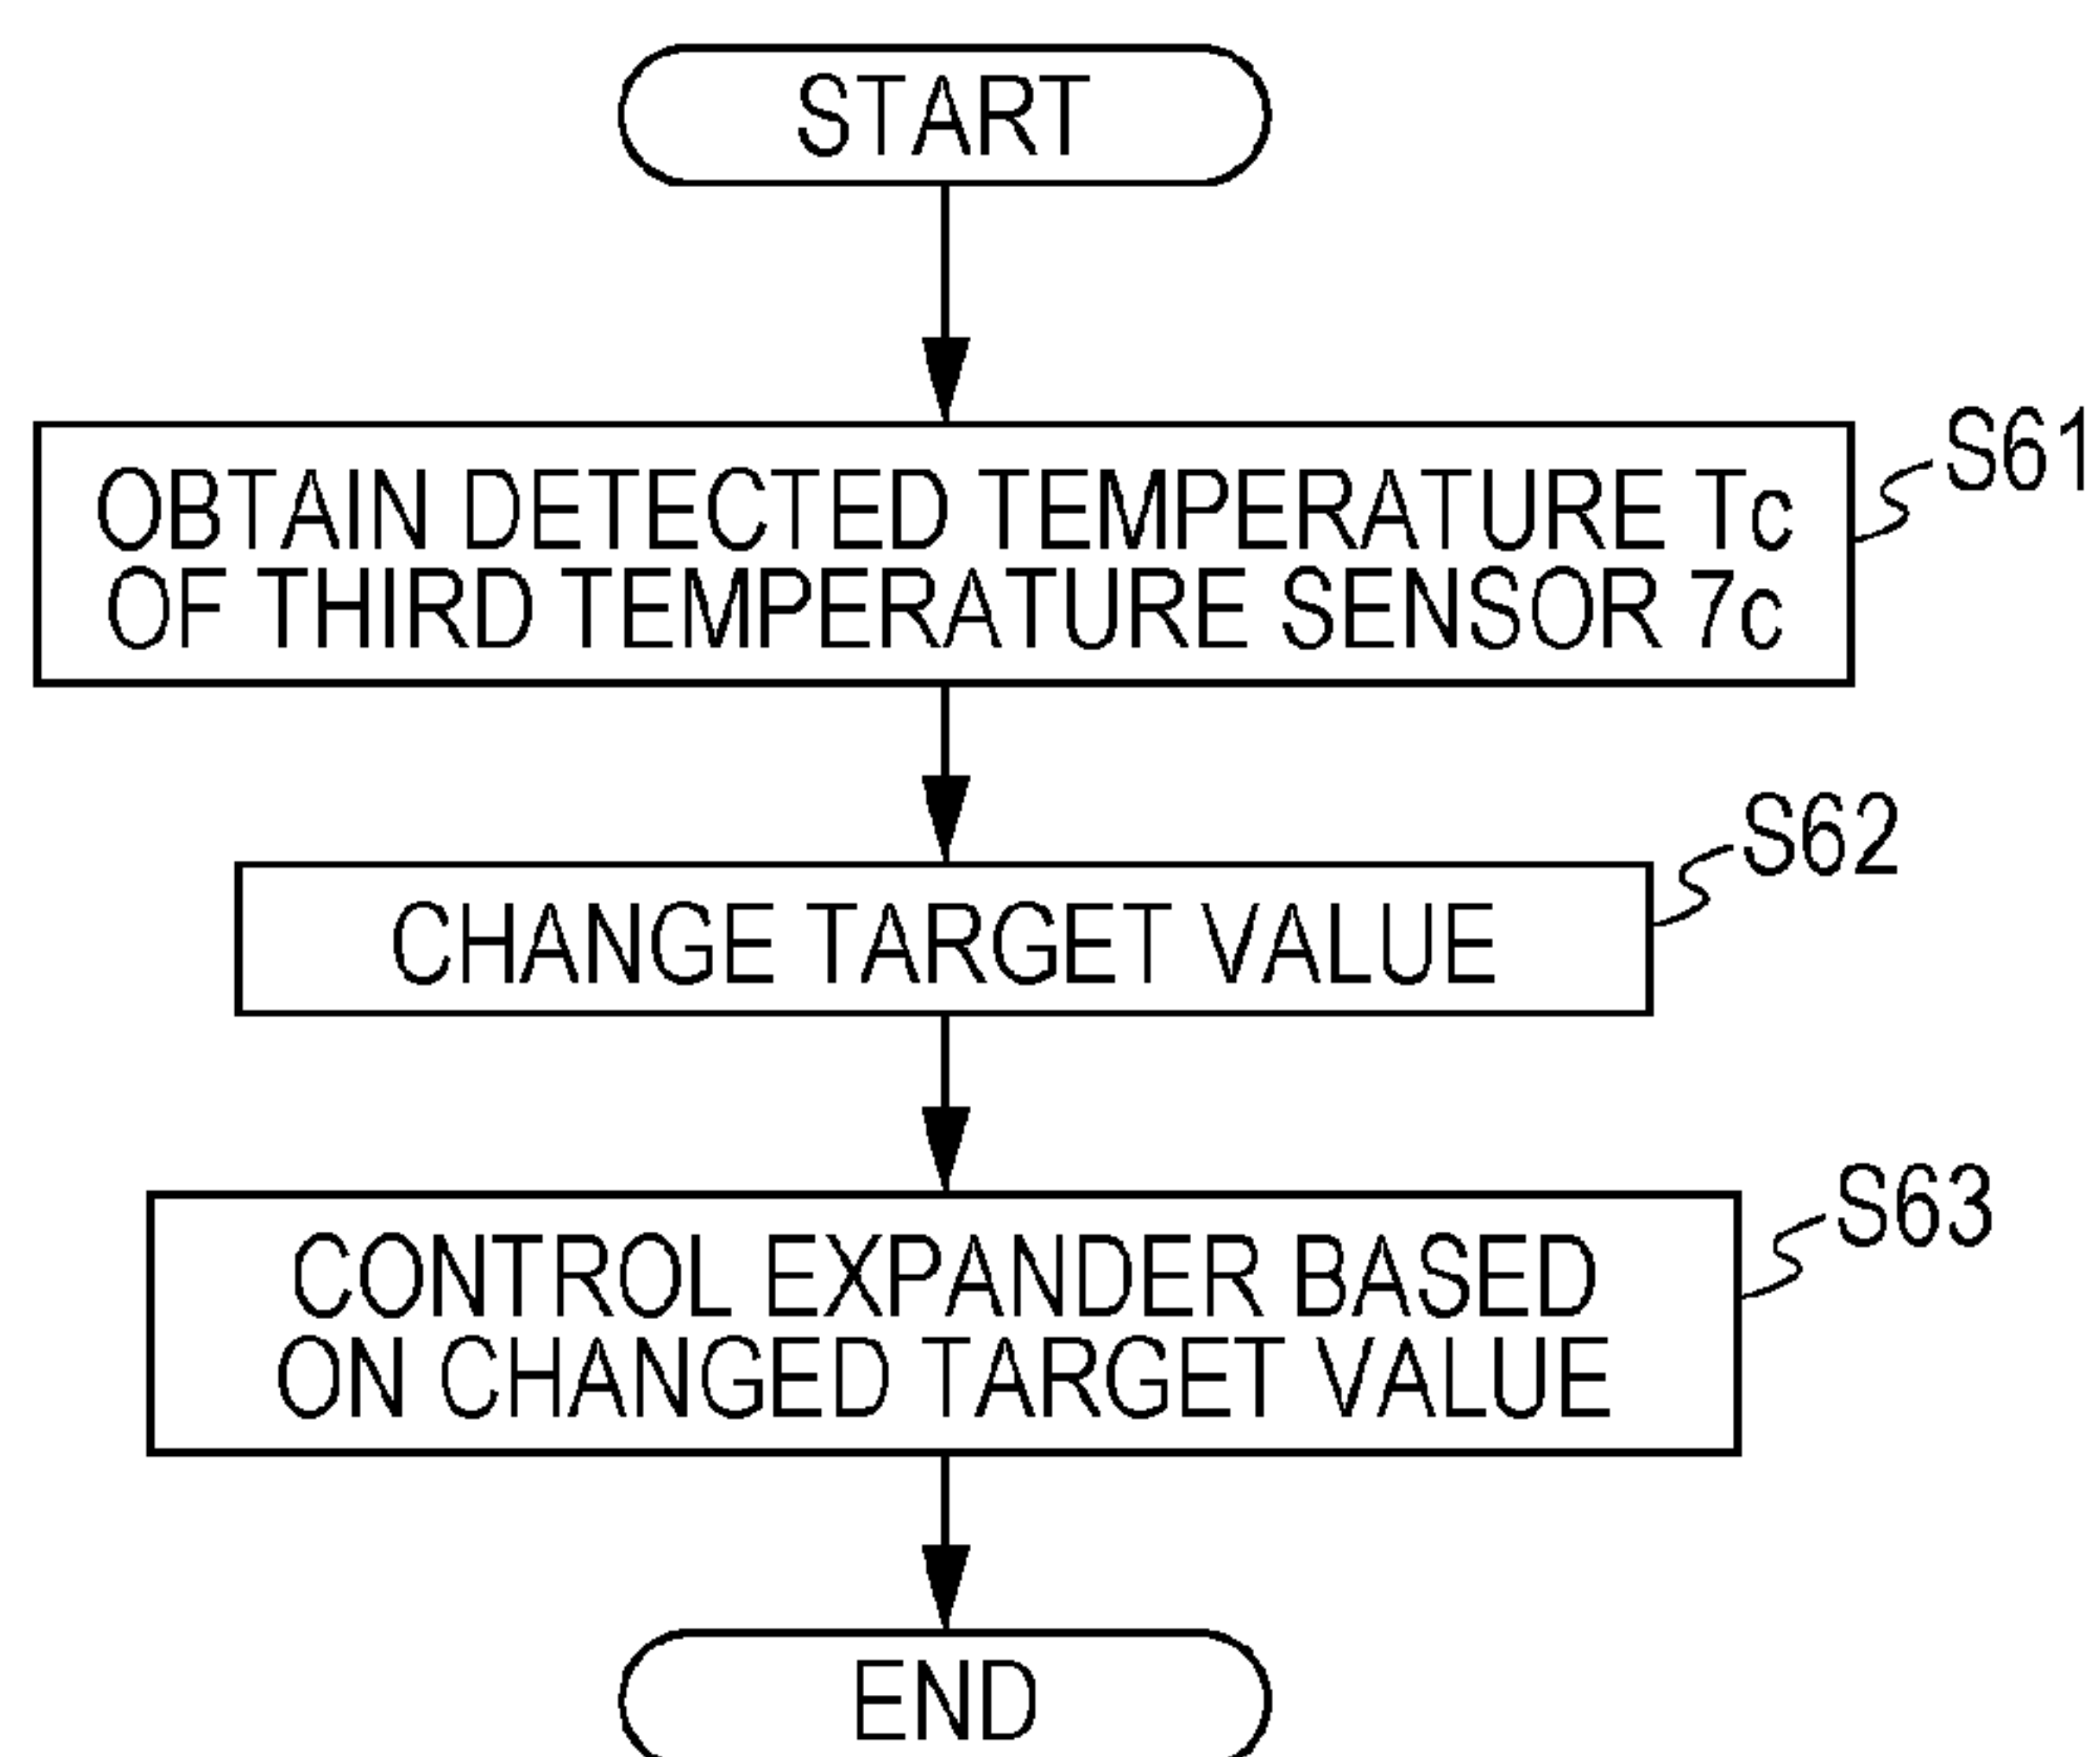 START
S61
OBTAIN DETECTED TEMPERATURE Tc
OF THIRD TEMPERATURE SENSOR 7c
S62
CHANGE TARGET VALUE
S63
CONTROL EXPANDER BASED
ON CHANGED TARGET VALUE
END